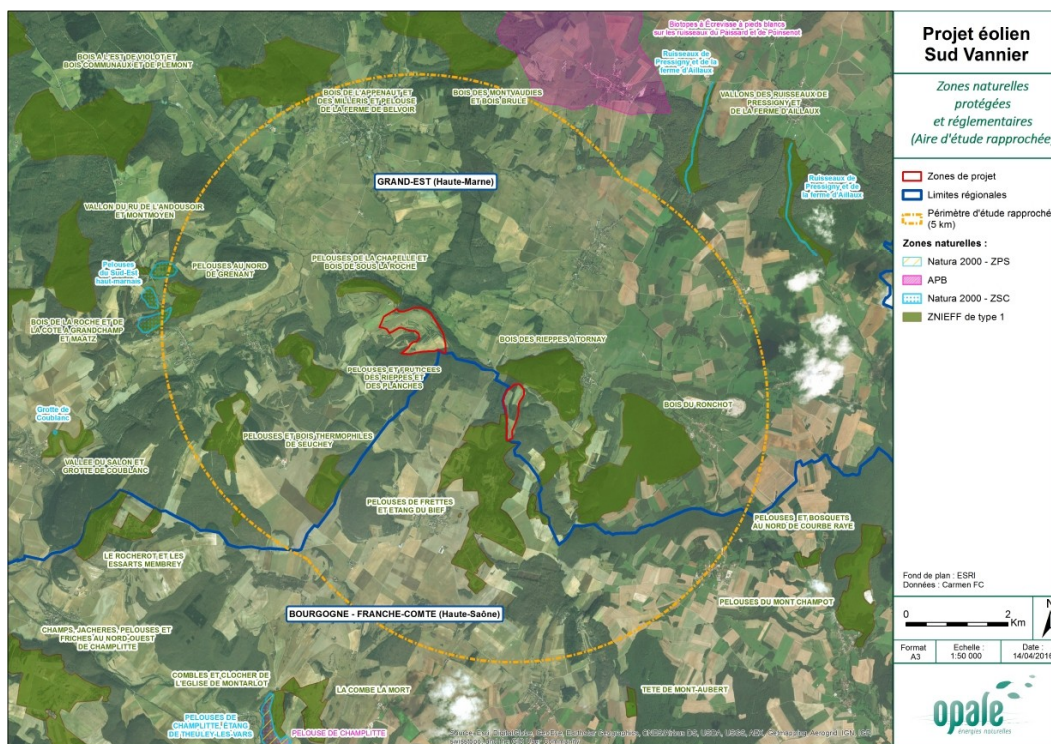 Biotopes à Ecrevisse à pieds blancs
sur les ruisseaux du Paissard et de Poinsenot
BOIS A L'EST DE VIOLOT ET
BOIS COMMUNAUX ET DE PLEMONT
Ruisseaux de
Pressigny et de la
ferme d'Aillaux
BOIS DE L'APPENAUT ET
DES MILLERIS ET PELOUSE
DE LA FERME DE BELVOIR
BOIS DES MONTVAUDIES
ET BOIS BRULE
VALLONS DES RUISSEAUX DE
PRESSIGNY ET DE
LA FERME D'AILLAUX
GRAND-EST (Haute-Marne)
Ruisseaux de
Pressigny et de
la ferme d'Aillaux
VALLON DU RU DE L'ANDOUSOIR
ET MONTMOYEN
Pelouses
du Sud-Est
haut-marnais
PELOUSES AU NORD
DE GRENANT
PELOUSES DE LA CHAPELLE ET
BOIS DE SOUS LA ROCHE
BOIS DE LA ROCHE ET DE
LA COTE A GRANDCHAMP
ET MAATZ
BOIS DES RIEPPES A TORNAY
PELOUSES ET FRUTICEES
DES RIEPPES ET
DES PLANCHES
BOIS DU RONCHOT
Grotte de
Coublanc
PELOUSES ET BOIS THERMOPHILES
DE SEUCHEY
VALLEE DU SALON ET
GROTTE DE COUBLANC
PELOUSES DE FRETTES
ET ETANG DU BIEF
PELOUSES ET BOSQUETS
AU NORD DE COURBE RAYE
LE ROCHEROT ET LES
ESSARTS MEMBREY
PELOUSES DU MONT CHAMPOT
BOURGOGNE - FRANCHE-COMTE (Haute-Saône)
CHAMPS, JACHERES, PELOUSES ET
FRICHES AU NORD-OUEST
DE CHAMPLITTE
COMBLES ET CLOCHER DE
L'EGLISE DE MONTARLOT
LA COMBE LA MORT
TETE DE MONT-AUBERT
PELOUSES DE
CHAMPLITTE, ÉTANG
DE THEULEY-LES-VARS
PELOUSE DE CHAMPLITTE
Projet éolien
Sud Vannier
Zones naturelles
protégées
et réglementaires
(Aire d'étude rapprochée)
Zones de projet
Limites régionales
Périmètre d'étude rapproché
(5 km)
Zones naturelles :
Natura 2000 - ZPS
APB
Natura 2000 - ZSC
ZNIEFF de type 1
Fond de plan : ESRI
Données : Carmen FC
0 2
Km
N
Format
A3
Echelle :
1:50 000
Date :
14/04/2016
opale
énergies naturelles